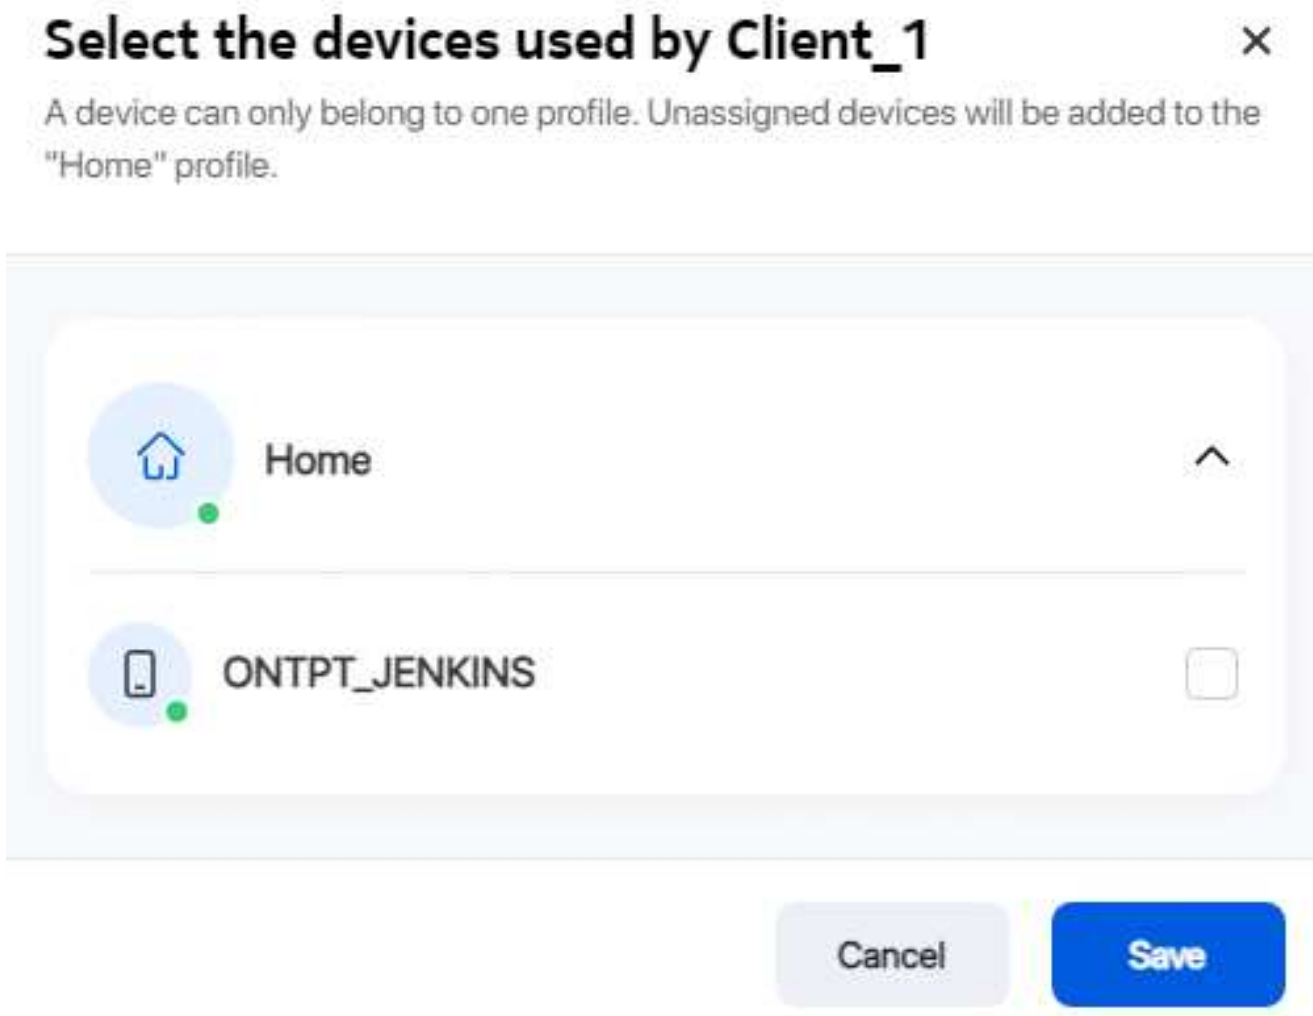 Select the devices used by Client_1
A device can only belong to one profile. Unassigned devices will be added to the
"Home" profile.
Home
ONTPT_JENKINS
Cancel
Save